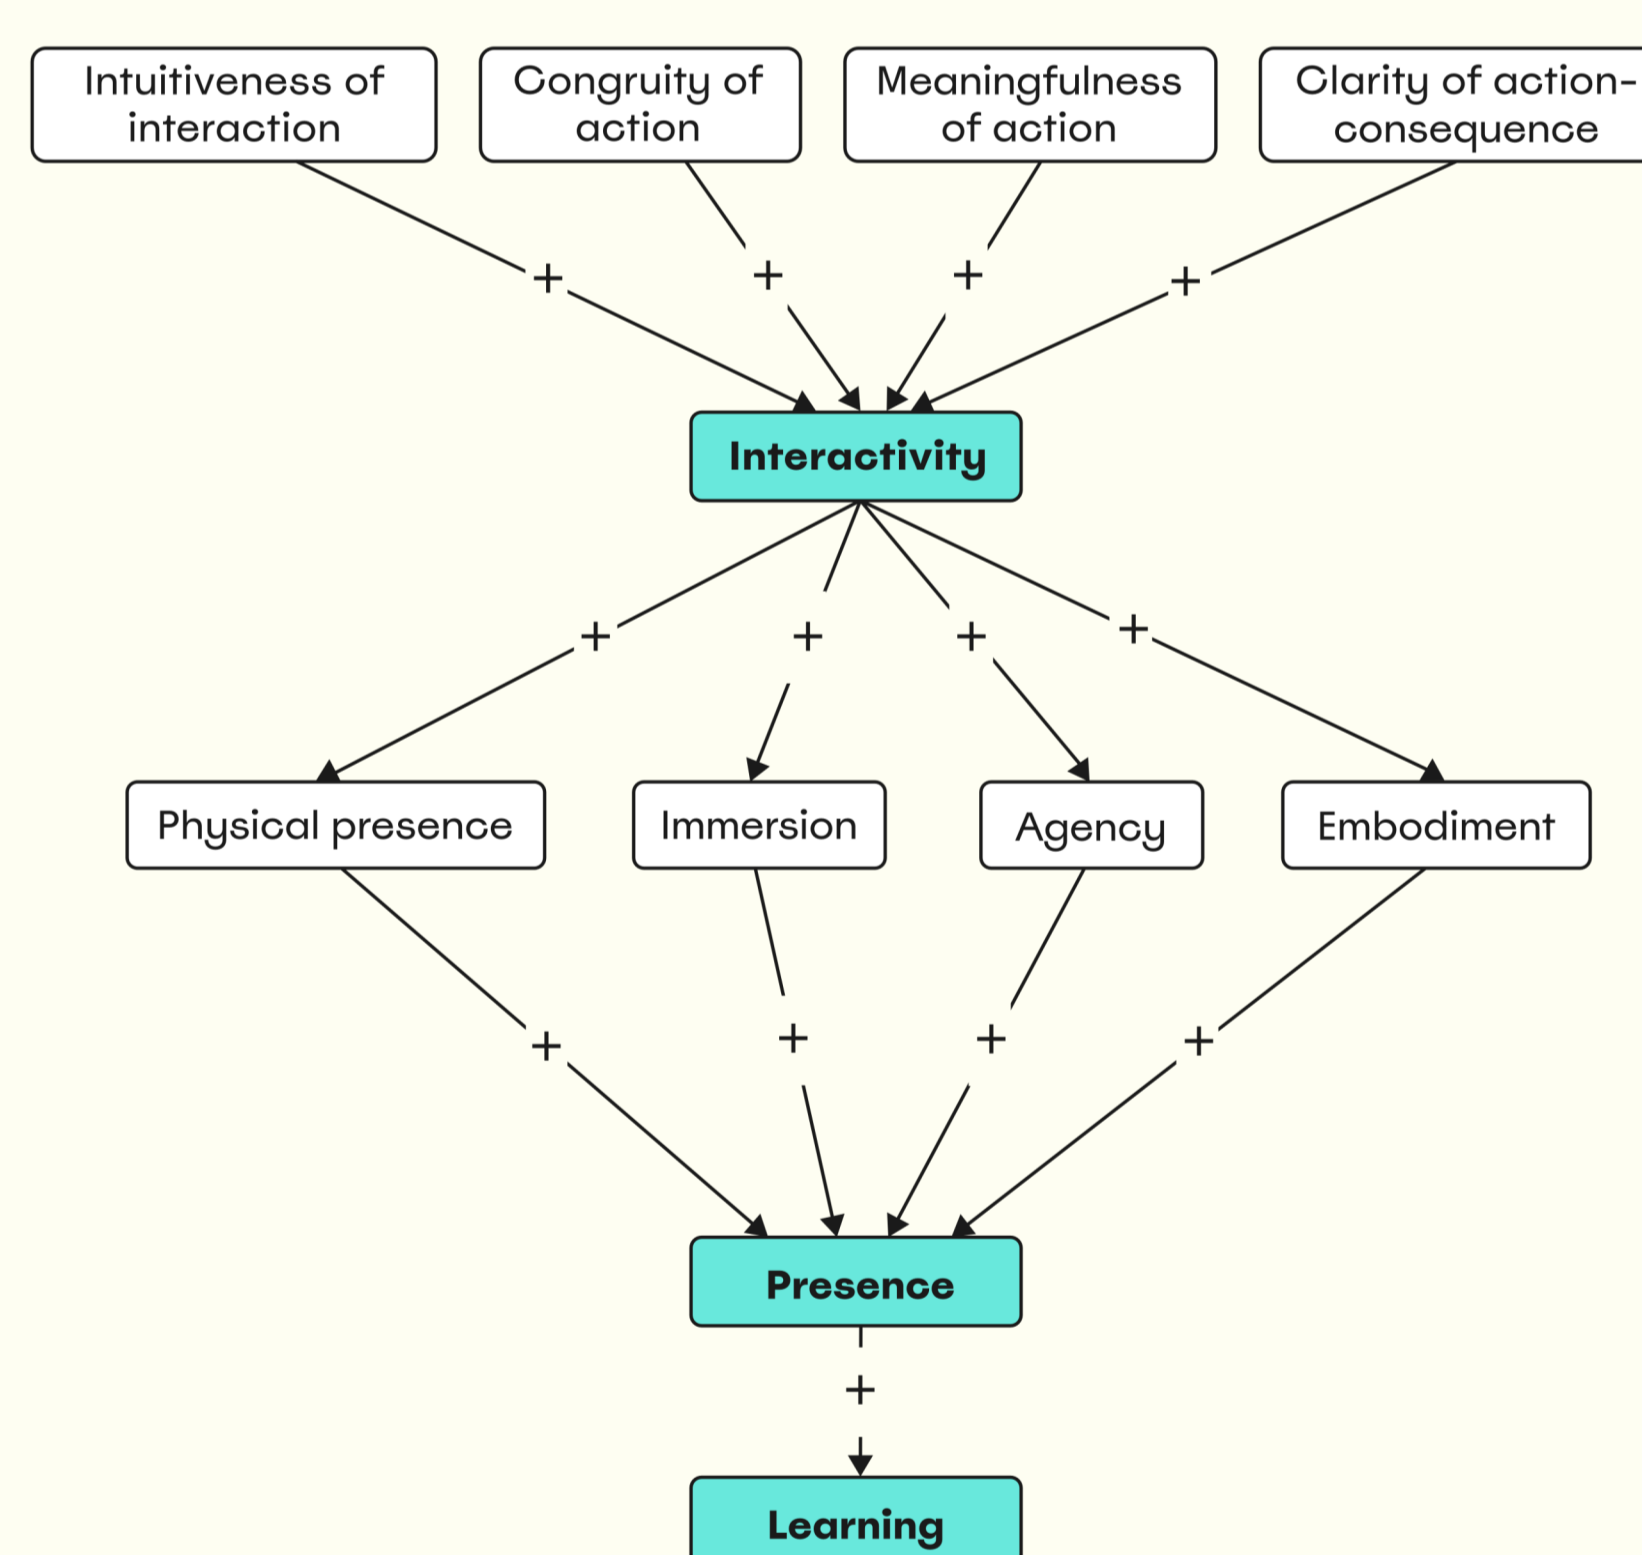 Intuitiveness of
interaction
Congruity of
action
Meaningfulness
of action
Clarity of action-
consequence
+
+
+
+
Interactivity
+
+
+
+
Physical presence
Immersion
Agency
Embodiment
+
+
+
+
Presence
+
Learning